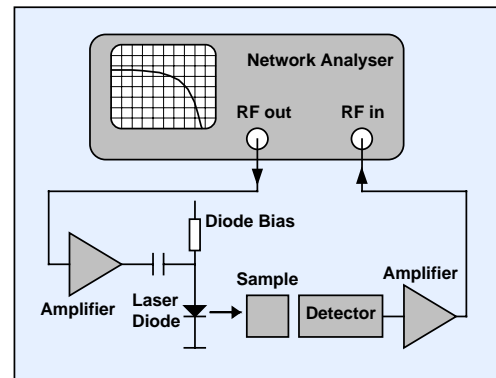 Network Analyser
RF out
RF in
Diode Bias
Sample
Amplifier
Amplifier
Laser
Diode
Detector